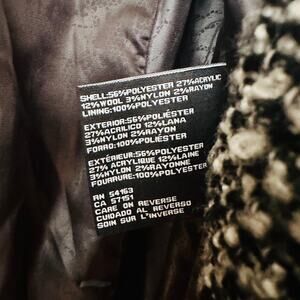 SHELL:56%POLYESTER 27%ACRYLIC
12%WOOL 3%NYLON 2%RAYON
LINING:100%POLYESTER
EXTERIOR:56%POLIÉSTER
27%ACRILICO 12%LANA
3%NYLON 2%RAYON
FORRO:100%POLIÉSTER
EXTÉRIEUR:56%POLYESTER
27% ACRYLIQUE 12%LAINE
3%NYLON 2%RAYONNE
FOURRURE:100%POLYESTER
RN 54163
CA 57151
CARE ON REVERSE
CUIDADO AL REVERSO
SOIN SUR L'INVERSE